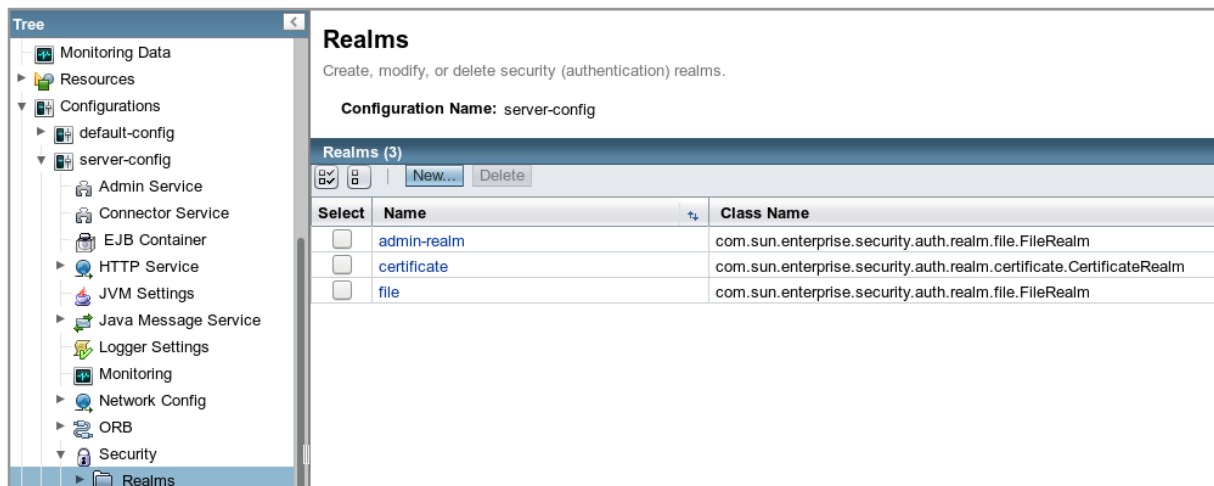 Tree
Monitoring Data
Resources
Configurations
default-config
server-config
Admin Service
Connector Service
EJB Container
HTTP Service
JVM Settings
Java Message Service
Logger Settings
Monitoring
Network Config
ORB
Security
Realms
Realms
Create, modify, or delete security (authentication) realms.
Configuration Name: server-config
Realms (3)
New... Delete
Select Name Class Name
admin-realm com.sun.enterprise.security.auth.realm.file.FileRealm
certificate com.sun.enterprise.security.auth.realm.certificate.CertificateRealm
file com.sun.enterprise.security.auth.realm.file.FileRealm